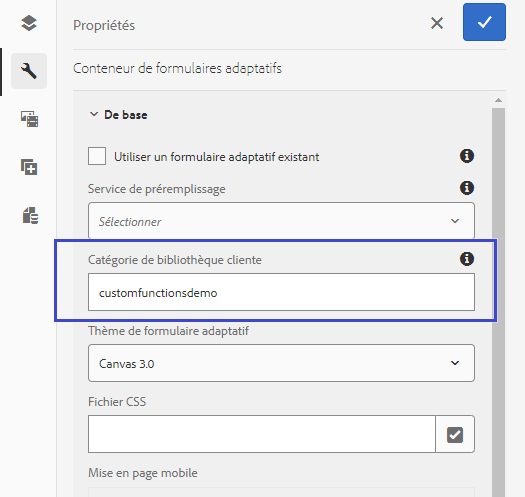 Propriétés
Conteneur de formulaires adaptatifs
De base
Utiliser un formulaire adaptatif existant
Service de préremplissage
Sélectionner
Catégorie de bibliothèque cliente
customfunctionsdemo
Thème de formulaire adaptatif
Canvas 3.0
Fichier CSS
Mise en page mobile